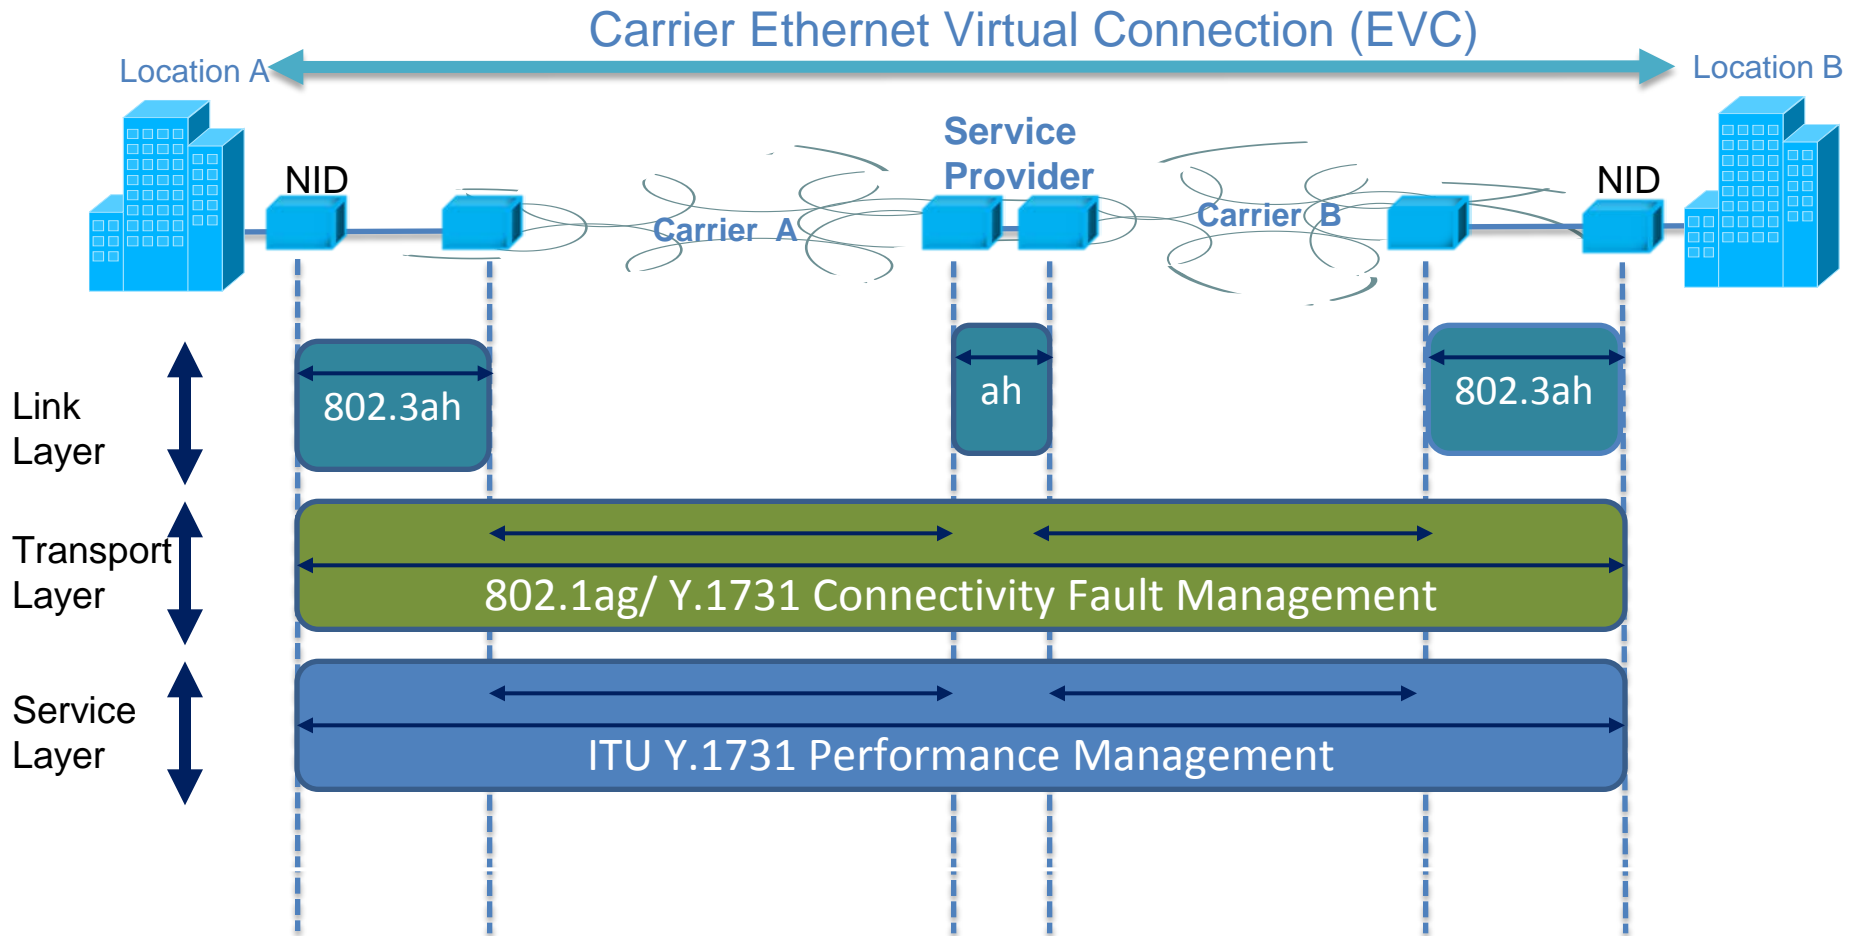 Carrier Ethernet Virtual Connection (EVC)
Location A
Location B
Service
Provider
NID
NID
Carrier A
Carrier B
Link
Layer
802.3ah
ah
802.3ah
Transport
Layer
802.1ag/ Y.1731 Connectivity Fault Management
Service
Layer
ITU Y.1731 Performance Management